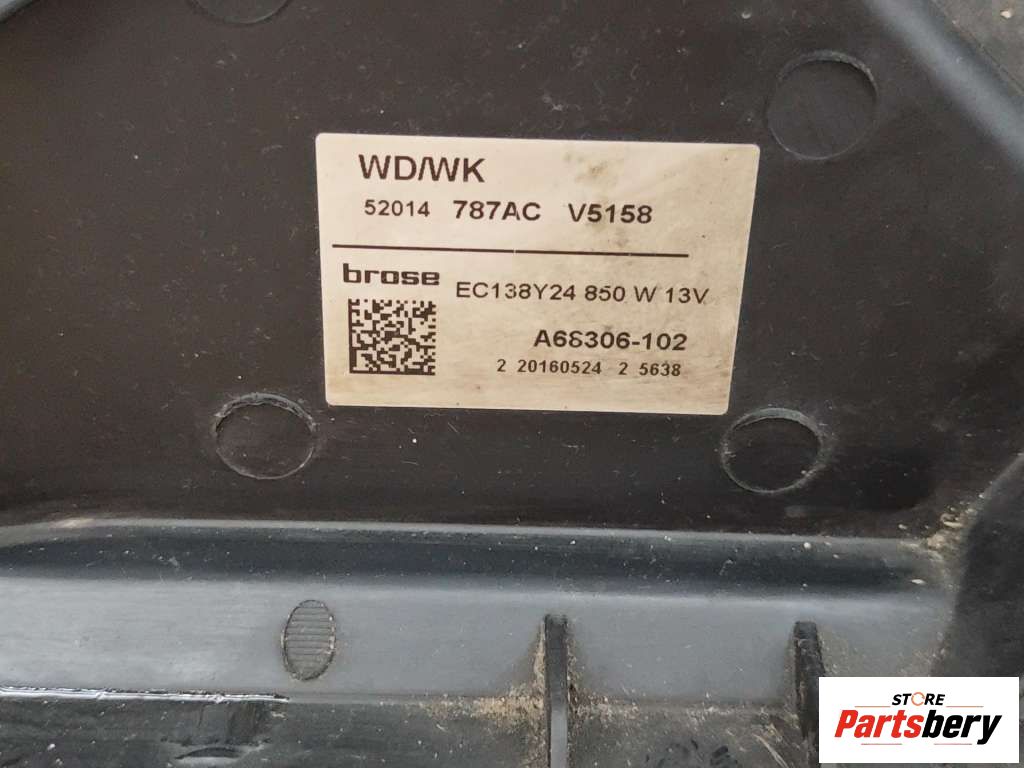 WD/WK
52014 787AC V5158
brose EC138Y24 850 W 13V
A68306-102
2 20160524 2 5638
STORE
Partsbery